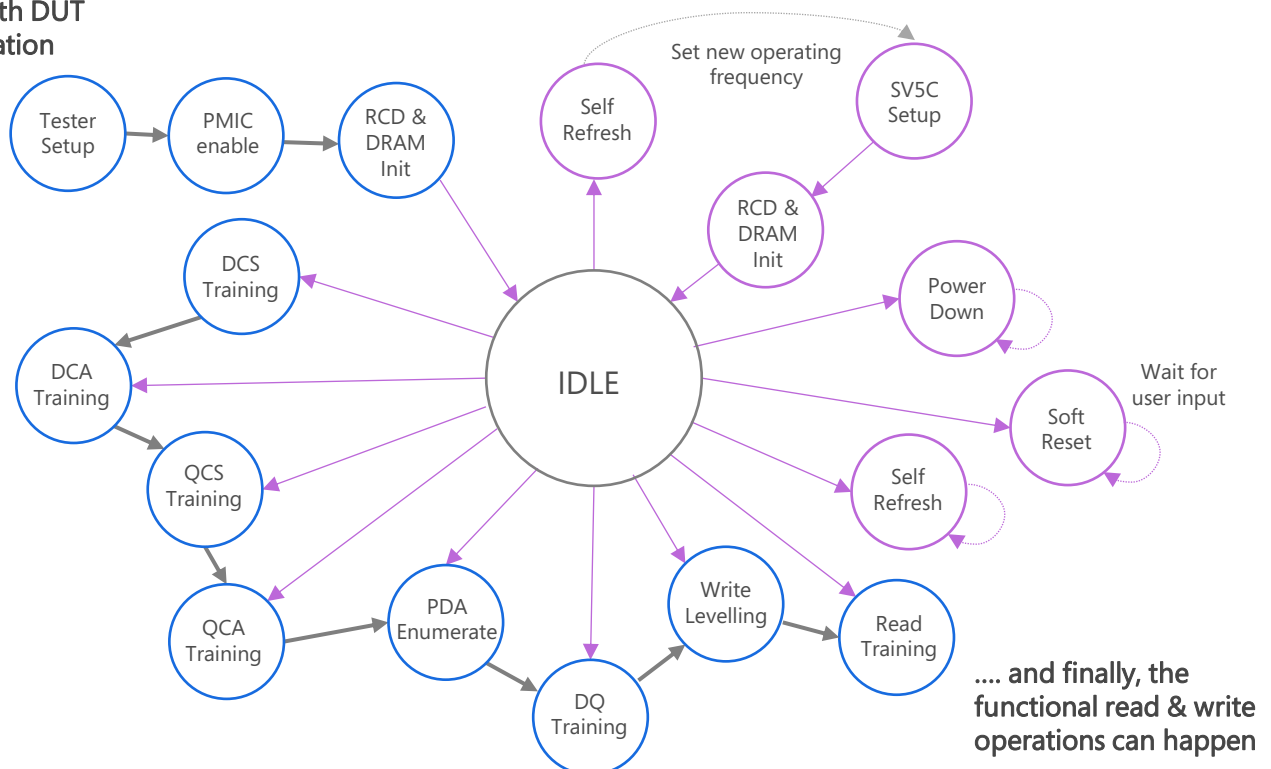 th DUT
ation
Tester
Setup
PMIC
enable
RCD &
DRAM
Init
Self
Refresh
Set new operating
frequency
SV5C
Setup
RCD &
DRAM
Init
DCS
Training
Power
Down
DCA
Training
IDLE
Wait for
user input
Soft
Reset
QCS
Training
Self
Refresh
QCA
Training
PDA
Enumerate
Write
Levelling
Read
Training
DQ
Training
.... and finally, the
functional read & write
operations can happen